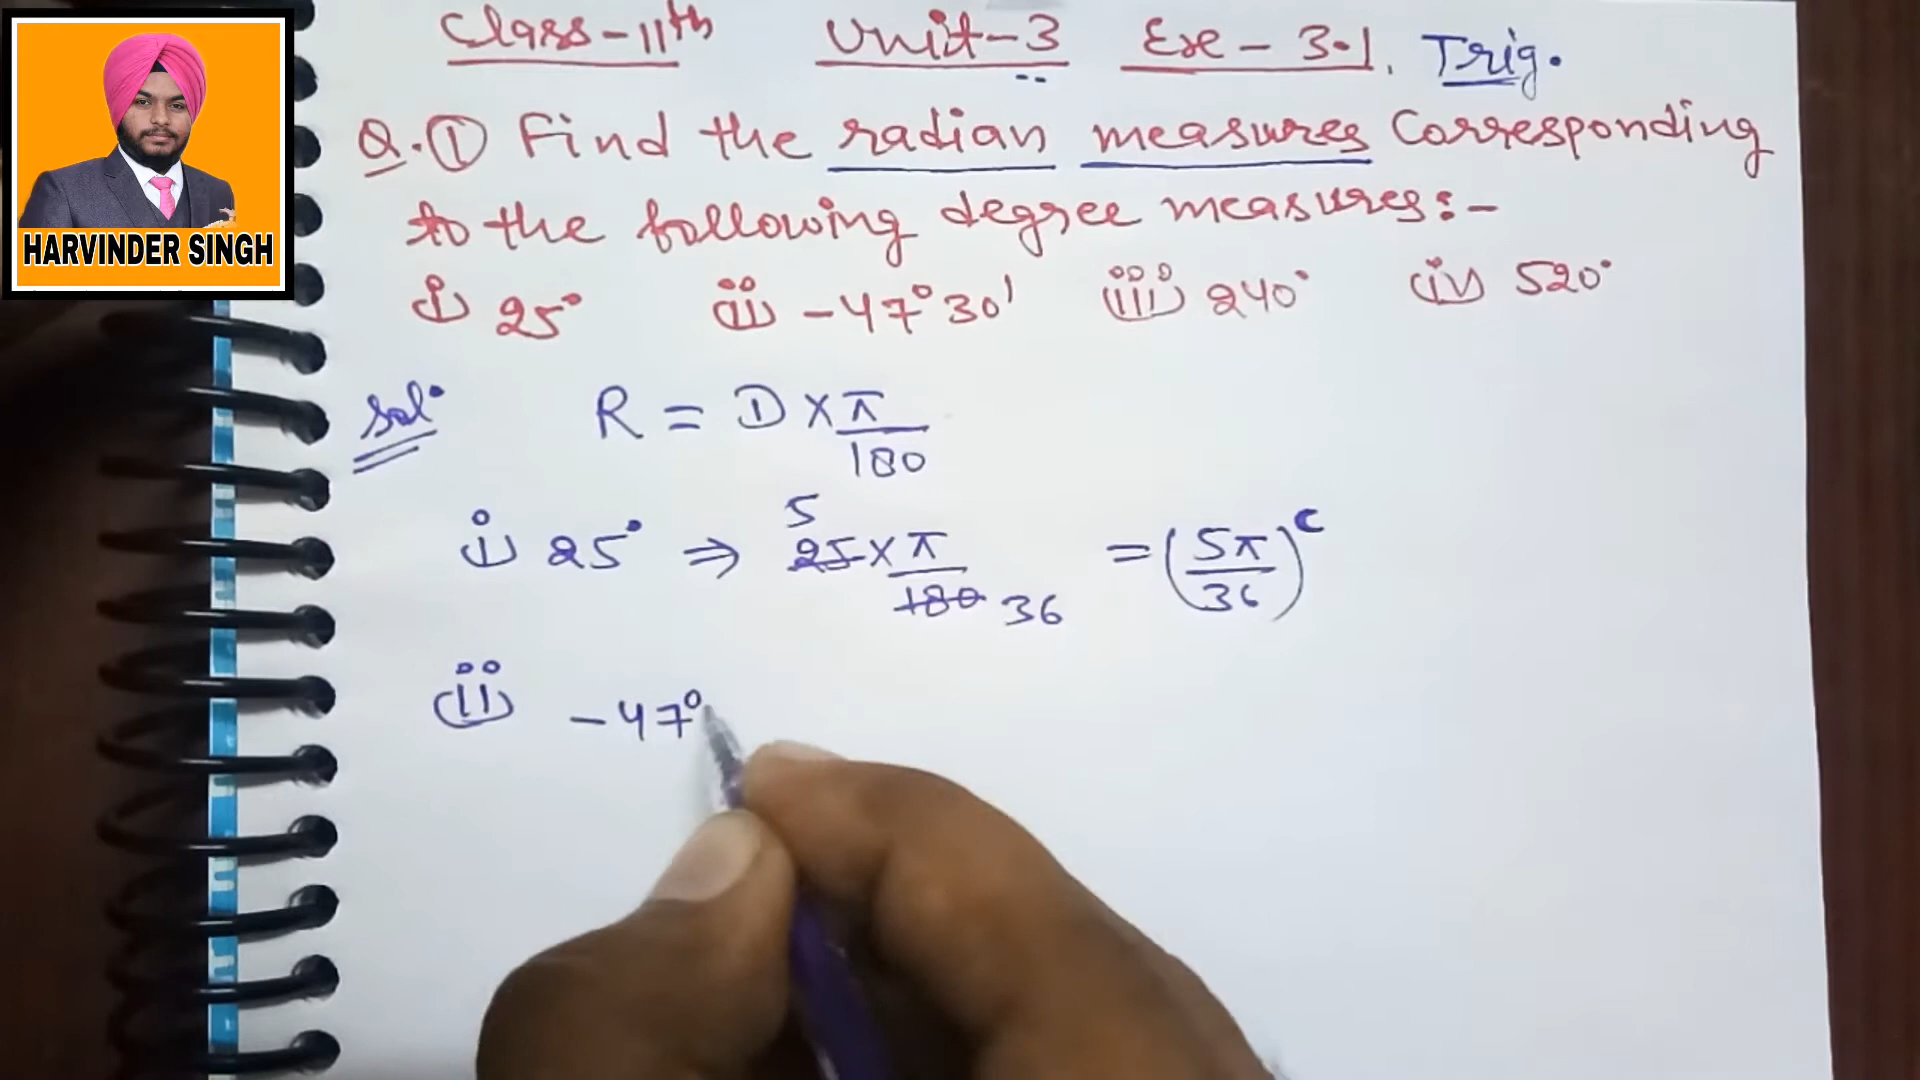 Class-11th Unit-3 Exe-3.1. Trig.
Q.① Find the radian measures Corresponding
to the following degree measures:-
HARVINDER SINGH
(i) 25° (ii) -47°30' (iii) 240° (iv) 520°
Sol. R = D × π/180
(i) 25° ⇒ 5 25 × π/180 36 = (5π/36)ᶜ
(ii) -47°